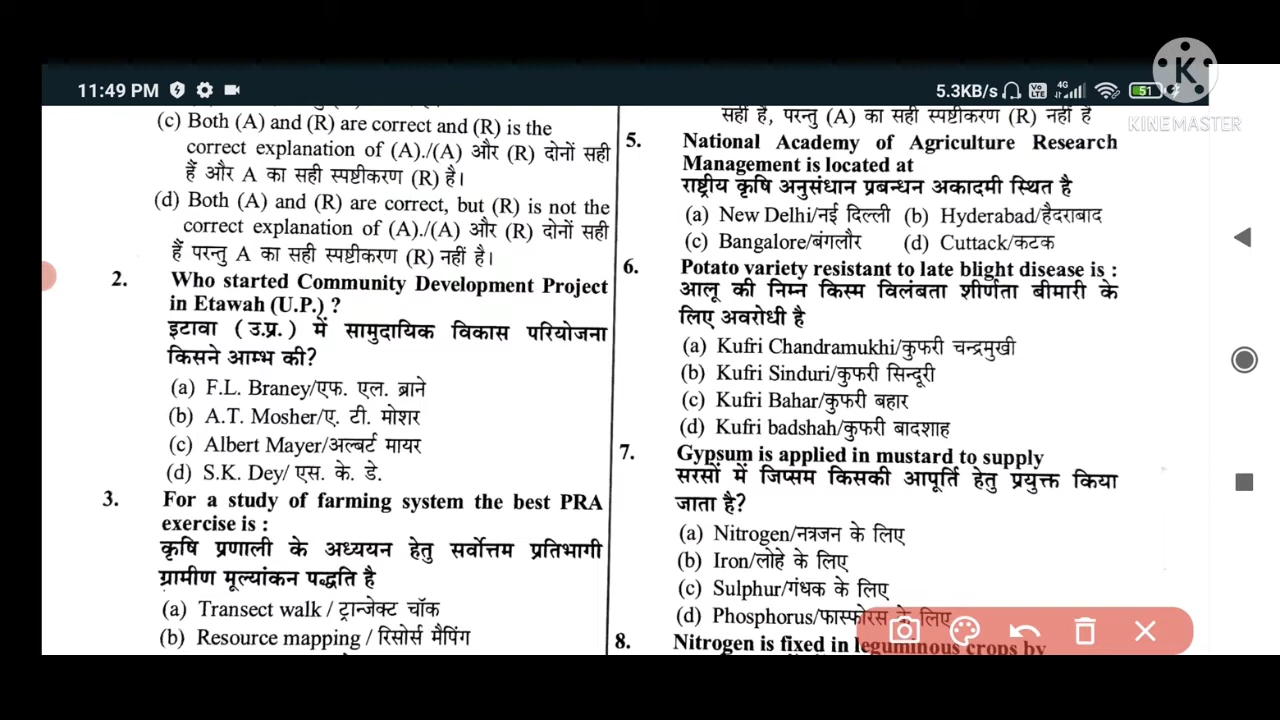 11:49 PM
5.3KB/s
Vo LTE
4G
51
K
KINEMASTER
(c) Both (A) and (R) are correct and (R) is the
correct explanation of (A)./(A) और (R) दोनों सही
हैं और A का सही स्पष्टीकरण (R) है।
(d) Both (A) and (R) are correct, but (R) is not the
correct explanation of (A)./(A) और (R) दोनों सही
हैं परन्तु A का सही स्पष्टीकरण (R) नहीं है।
2. Who started Community Development Project
in Etawah (U.P.) ?
इटावा (उ.प्र.) में सामुदायिक विकास परियोजना
किसने आम्भ की?
(a) F.L. Braney/एफ. एल. ब्राने
(b) A.T. Mosher/ए. टी. मोशर
(c) Albert Mayer/अल्बर्ट मायर
(d) S.K. Dey/ एस. के. डे.
3. For a study of farming system the best PRA
exercise is :
कृषि प्रणाली के अध्ययन हेतु सर्वोत्तम प्रतिभागी
ग्रामीण मूल्यांकन पद्धति है
(a) Transect walk / ट्रान्जेक्ट चॉक
(b) Resource mapping / रिसोर्स मैपिंग
सही है, परन्तु (A) का सही स्पष्टीकरण (R) नहीं है
5. National Academy of Agriculture Research
Management is located at
राष्ट्रीय कृषि अनुसंधान प्रबन्धन अकादमी स्थित है
(a) New Delhi/नई दिल्ली (b) Hyderabad/हैदराबाद
(c) Bangalore/बंगलौर (d) Cuttack/कटक
6. Potato variety resistant to late blight disease is :
आलू की निम्न किस्म विलंबता शीर्णता बीमारी के
लिए अवरोधी है
(a) Kufri Chandramukhi/कुफरी चन्द्रमुखी
(b) Kufri Sinduri/कुफरी सिन्दूरी
(c) Kufri Bahar/कुफरी बहार
(d) Kufri badshah/कुफरी बादशाह
7. Gypsum is applied in mustard to supply
सरसों में जिप्सम किसकी आपूर्ति हेतु प्रयुक्त किया
जाता है?
(a) Nitrogen/नत्रजन के लिए
(b) Iron/लोहे के लिए
(c) Sulphur/गंधक के लिए
(d) Phosphorus/फास्फोरस के लिए
8. Nitrogen is fixed in leguminous crops by